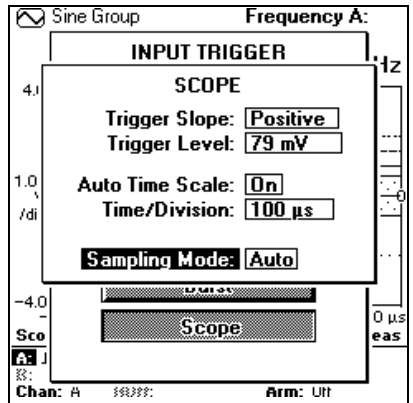 Sine Group Frequency A:
INPUT TRIGGER
Hz
SCOPE
4.
Trigger Slope: Positive
Trigger Level: 79 mV
1.0
Auto Time Scale: On
0
/di
Time/Division: 100 µs
Sampling Mode: Auto
-4.0
Scope
0 µs
Sco
eas
A: J
Chan: A Arm: